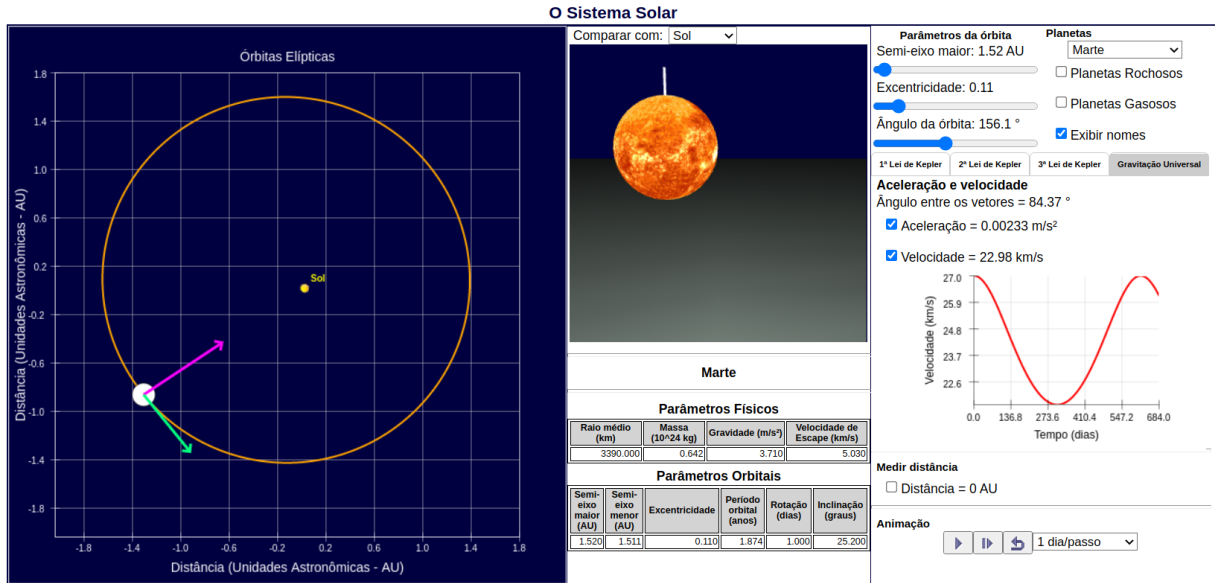 O Sistema Solar
Órbitas Elípticas
1.8
1.4
1.0
0.6
0.2
-0.2
-0.6
-1.0
-1.4
-1.8
Sol
-1.8 -1.4 -1.0 -0.6 -0.2 0.2 0.6 1.0 1.4 1.8
Distância (Unidades Astronômicas - AU)
Distância (Unidades Astronômicas - AU)
Comparar com: Sol
Marte
Parâmetros Físicos
Raio médio (km) Massa (10^24 kg) Gravidade (m/s²) Velocidade de Escape (km/s)
3390.000 0.642 3.710 5.030
Parâmetros Orbitais
Semi-eixo maior (AU) Semi-eixo menor (AU) Excentricidade Período orbital (anos) Rotação (dias) Inclinação (graus)
1.520 1.511 0.110 1.874 1.000 25.200
Parâmetros da órbita
Semi-eixo maior: 1.52 AU
Excentricidade: 0.11
Ângulo da órbita: 156.1 °
Planetas
Marte
Planetas Rochosos
Planetas Gasosos
Exibir nomes
1ª Lei de Kepler 2ª Lei de Kepler 3ª Lei de Kepler Gravitação Universal
Aceleração e velocidade
Ângulo entre os vetores = 84.37 °
Aceleração = 0.00233 m/s²
Velocidade = 22.98 km/s
27.0
25.9
24.8
23.7
22.6
Velocidade (km/s)
0.0 136.8 273.6 410.4 547.2 684.0
Tempo (dias)
Medir distância
Distância = 0 AU
Animação
1 dia/passo